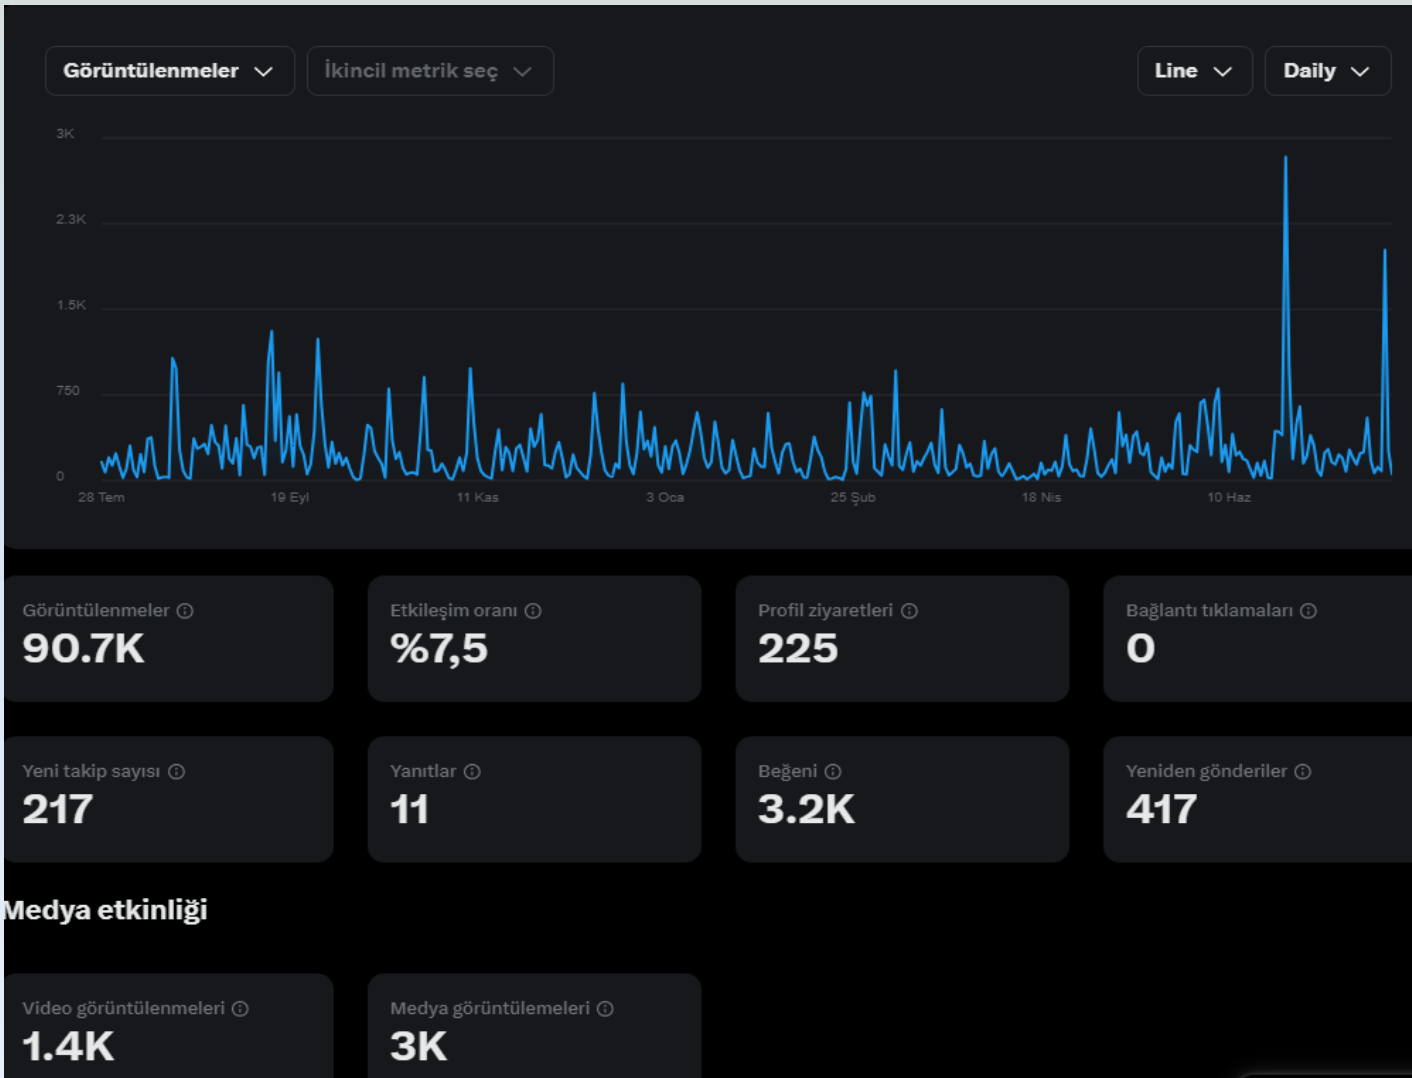 Görüntülenmeler İkincil metrik seç Line Daily
3K
2.3K
1.5K
750
0
28 Tem 19 Eyl 11 Kas 3 Oca 25 Şub 18 Nis 10 Haz
Görüntülenmeler Etkileşim oranı Profil ziyaretleri Bağlantı tıklamaları
90.7K %7,5 225 0
Yeni takip sayısı Yanıtlar Beğeni Yeniden gönderiler
217 11 3.2K 417
Medya etkinliği
Video görüntülenmeleri Medya görüntülemeleri
1.4K 3K